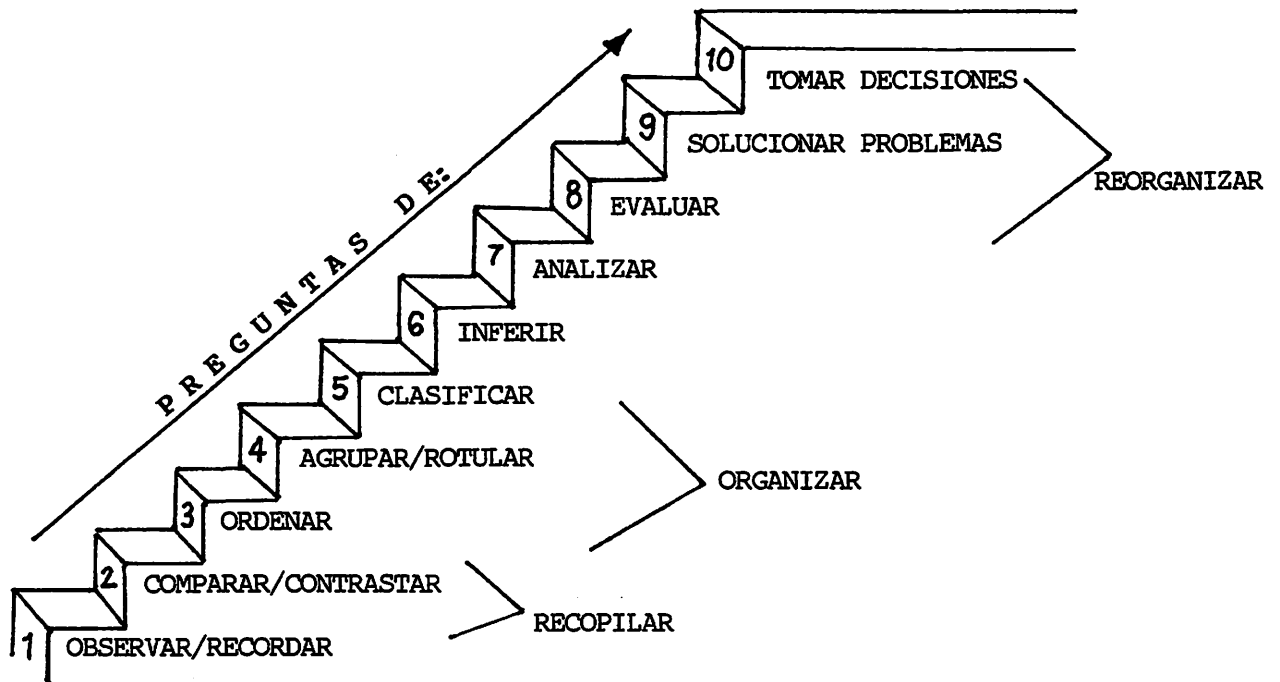 10
TOMAR DECISIONES
9
SOLUCIONAR PROBLEMAS
REORGANIZAR
8
EVALUAR
7
ANALIZAR
PREGUNTAS DE:
6
INFERIR
5
CLASIFICAR
4
AGRUPAR/ROTULAR
ORGANIZAR
3
ORDENAR
2
COMPARAR/CONTRASTAR
RECOPILAR
1
OBSERVAR/RECORDAR